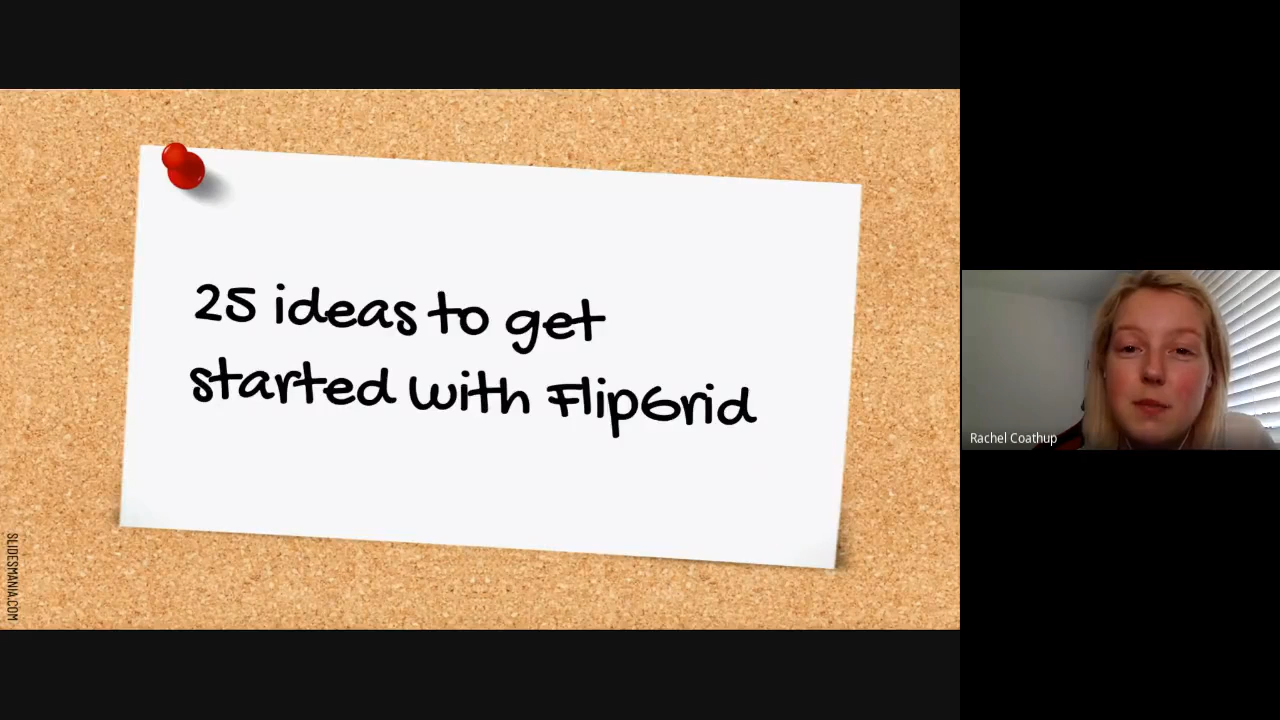 25 ideas to get
started with FlipGrid
SLIDESMANIA.COM
Rachel Coathup